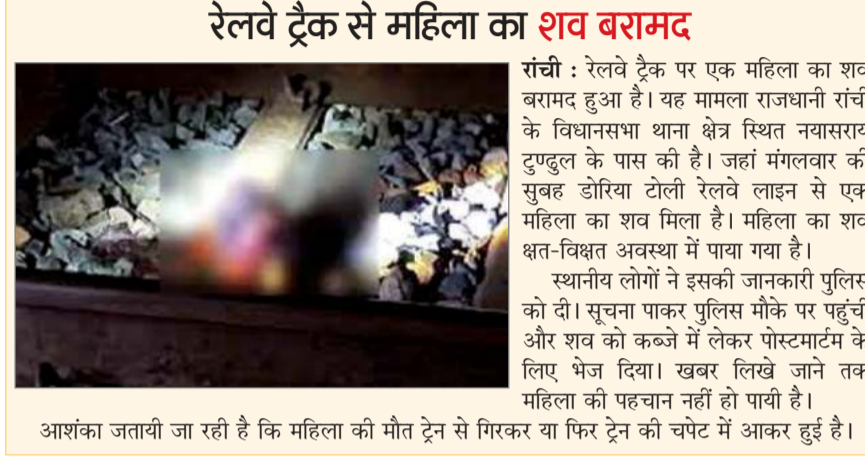 रेलवे ट्रैक से महिला का शव बरामद
रांची : रेलवे ट्रैक पर एक महिला का शव
बरामद हुआ है। यह मामला राजधानी रांची
के विधानसभा थाना क्षेत्र स्थित नयासराय
टुण्ढुल के पास की है। जहां मंगलवार की
सुबह डोरिया टोली रेलवे लाइन से एक
महिला का शव मिला है। महिला का शव
क्षत-विक्षत अवस्था में पाया गया है।
स्थानीय लोगों ने इसकी जानकारी पुलिस
को दी। सूचना पाकर पुलिस मौके पर पहुंची
और शव को कब्जे में लेकर पोस्टमार्टम के
लिए भेज दिया। खबर लिखे जाने तक
महिला की पहचान नहीं हो पायी है।
आशंका जतायी जा रही है कि महिला की मौत ट्रेन से गिरकर या फिर ट्रेन की चपेट में आकर हुई है।